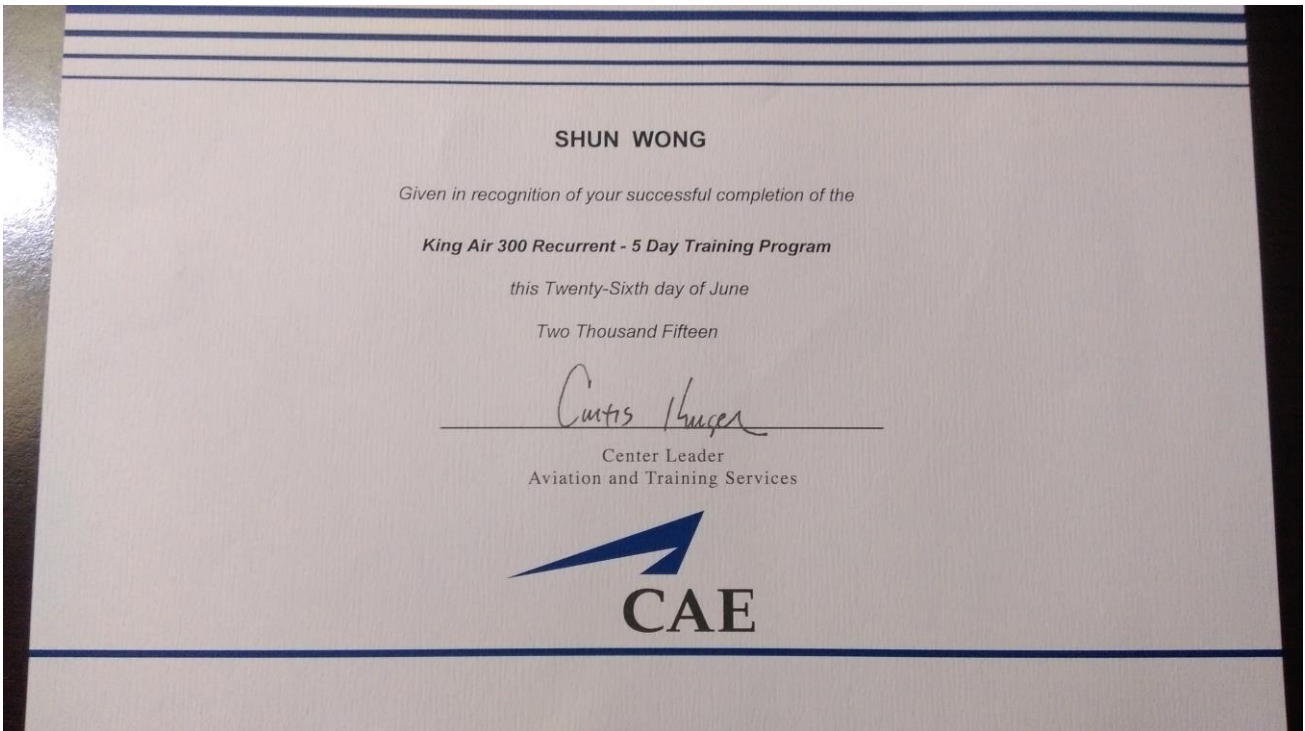 SHUN WONG
Given in recognition of your successful completion of the
King Air 300 Recurrent - 5 Day Training Program
this Twenty-Sixth day of June
Two Thousand Fifteen
Curtis
Center Leader
Aviation and Training Services
CAE